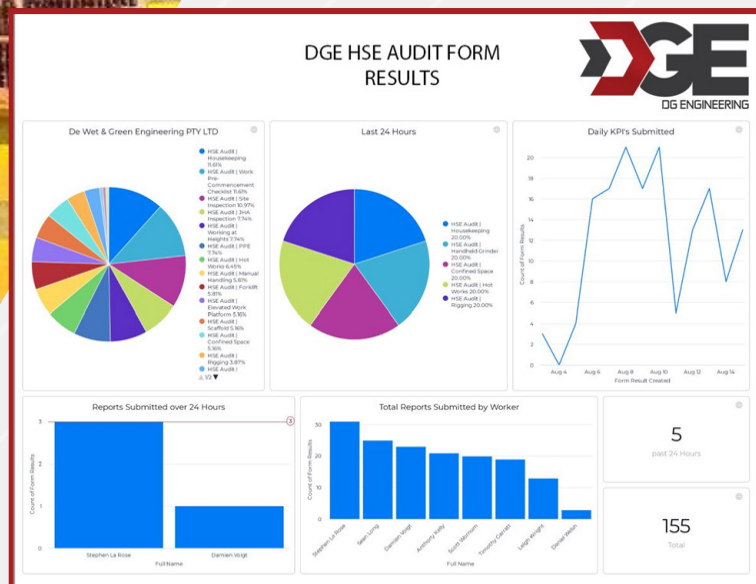 DGE HSE AUDIT FORM
RESULTS
DGE
DG ENGINEERING
De Wet & Green Engineering PTY LTD
HSE Audit |
Housekeeping
11.61%
HSE Audit | Work
Pre-
Commencement
Checklist 11.61%
HSE Audit | Site
Inspection 10.97%
HSE Audit | JHA
Inspection 7.74%
HSE Audit |
Working at
Heights 7.74%
HSE Audit | PPE
7.74%
HSE Audit | Hot
Works 6.45%
HSE Audit | Manual
Handling 5.81%
HSE Audit | Forklift
5.81%
HSE Audit |
Elevated Work
Platform 5.16%
HSE Audit |
Scaffold 5.16%
HSE Audit |
Confined Space
5.16%
HSE Audit |
Rigging 3.87%
HSE Audit |
1/2
Last 24 Hours
HSE Audit |
Housekeeping
20.00%
HSE Audit |
Handheld Grinder
20.00%
HSE Audit |
Confined Space
20.00%
HSE Audit | Hot
Works 20.00%
HSE Audit |
Rigging 20.00%
Daily KPI's Submitted
Count of Form Results
20
18
16
14
12
10
8
6
4
2
0
Aug 4
Aug 6
Aug 8
Aug 10
Aug 12
Aug 14
Form Result Created
Reports Submitted over 24 Hours
Count of Form Results
3
2
1
0
3
Stephen La Rose
Damien Voigt
Full Name
Total Reports Submitted by Worker
Count of Form Results
30
20
10
0
Stephen La Rose
Sean Long
Damien Voigt
Anthony Kelly
Scott Wornum
Timothy Garratt
Leigh Wright
Daniel Welsh
Full Name
5
past 24 Hours
155
Total